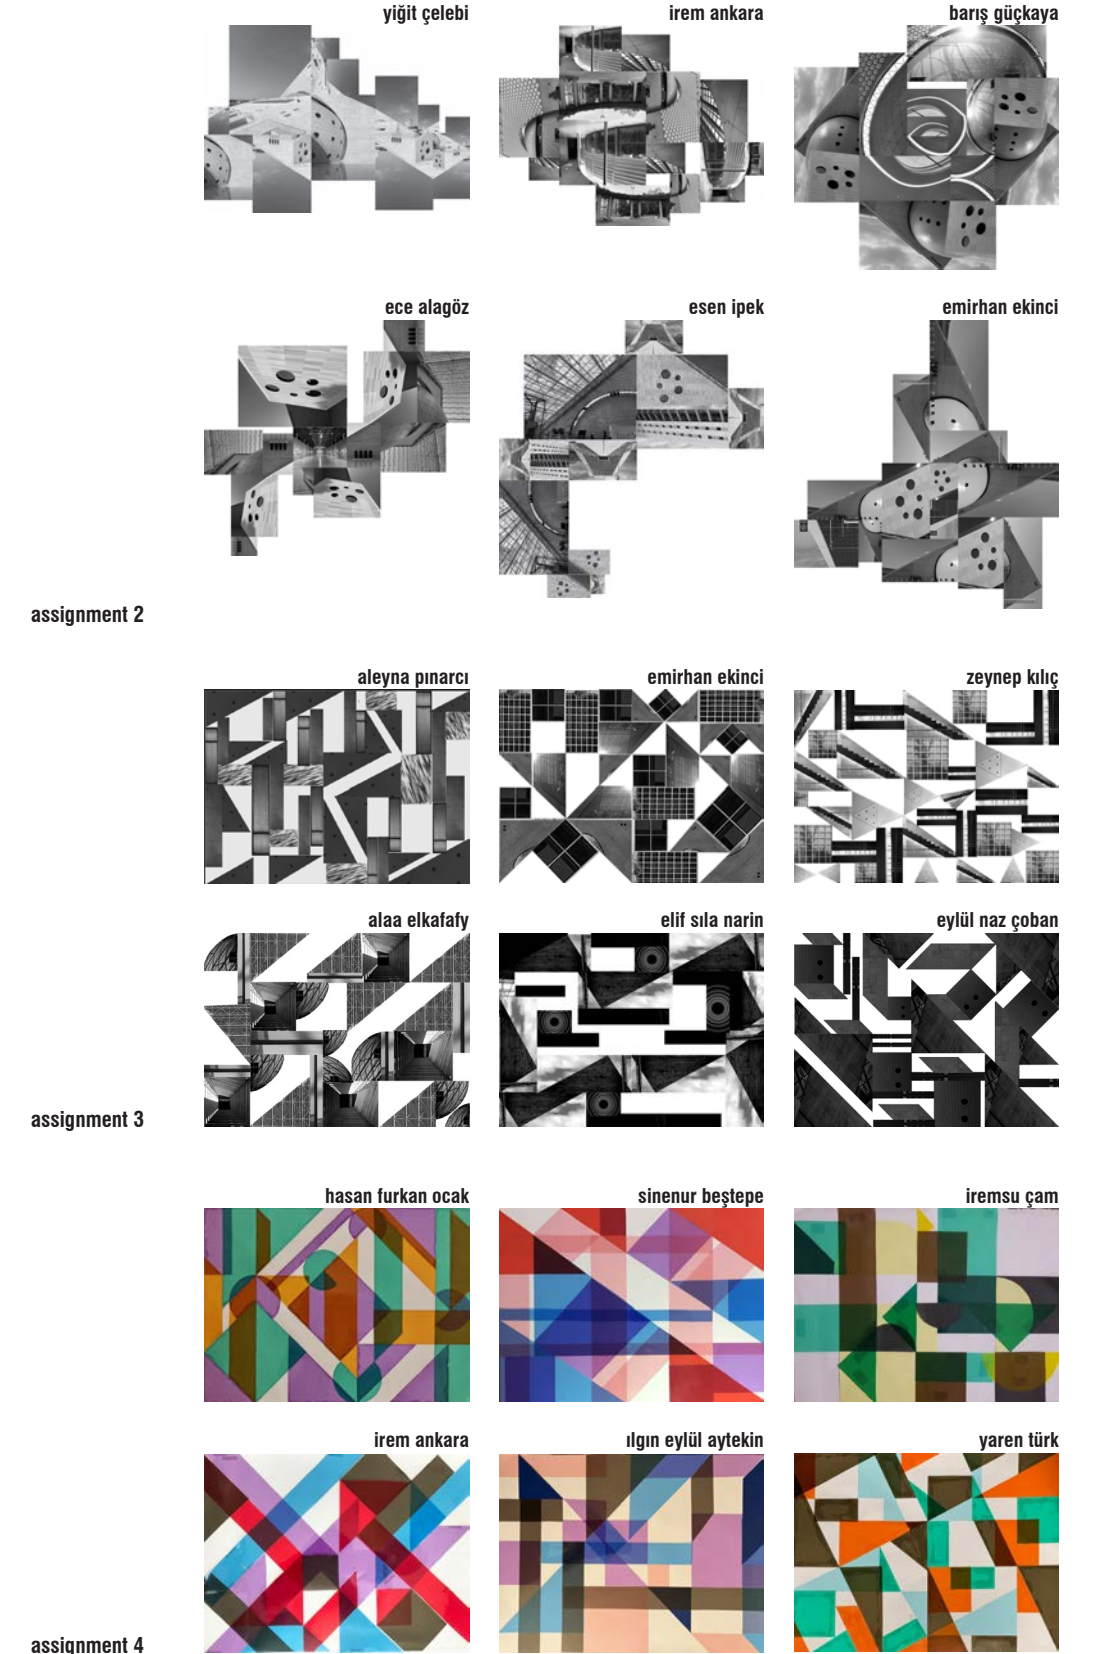 yiğit çelebi
irem ankara
barış güçkaya
ece alagöz
esen ipek
emirhan ekinci
assignment 2
aleyna pınarcı
emirhan ekinci
zeynep kılıç
alaa elkafafy
elif sıla narin
eylül naz çoban
assignment 3
hasan furkan ocak
sinenur beştepe
iremsu çam
irem ankara
ılgın eylül aytekin
yaren türk
assignment 4